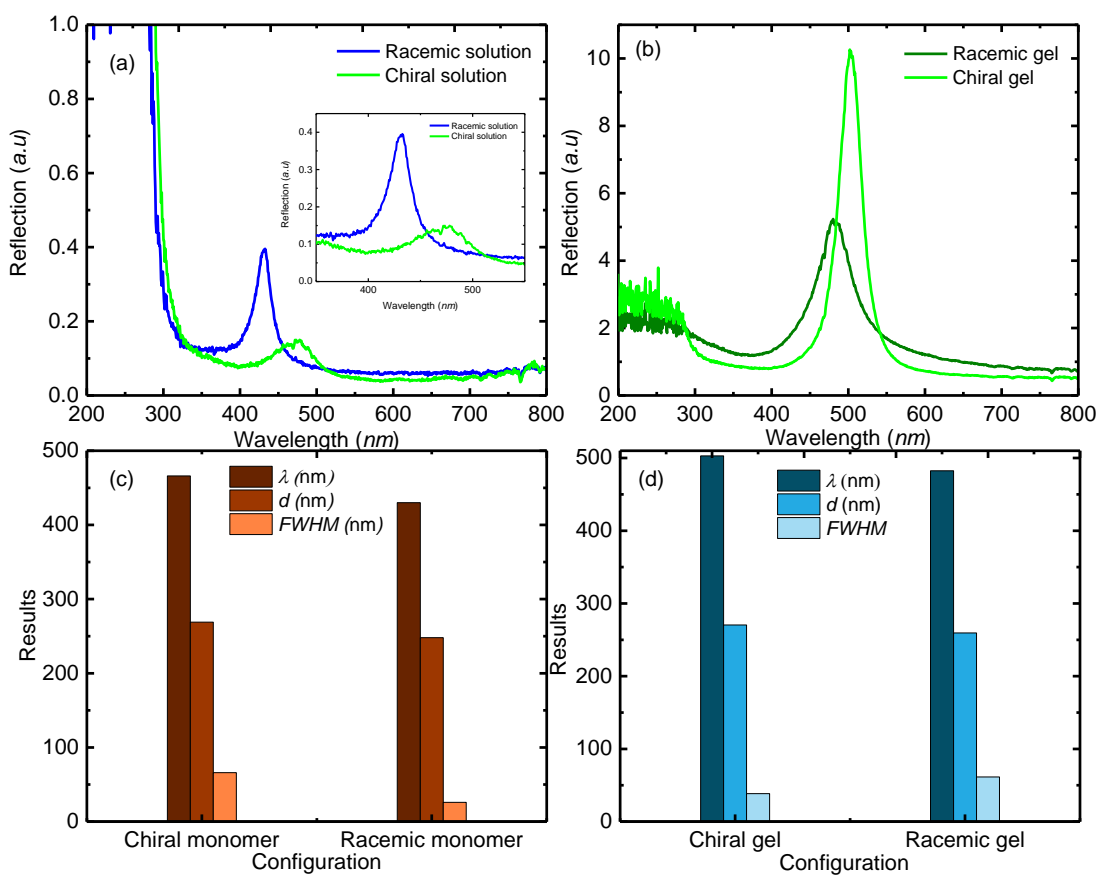 (a)
Racemic solution
Chiral solution
Reflection (a.u)
1.0
0.8
0.6
0.4
0.2
0.0
200 300 400 500 600 700 800
Wavelength (nm)
Racemic solution
Chiral solution
Reflection (a.u)
0.4
0.3
0.2
0.1
0.0
400 500
Wavelength (nm)
(b)
Racemic gel
Chiral gel
Reflection (a.u)
10
8
6
4
2
0
200 300 400 500 600 700 800
Wavelength (nm)
(c)
λ (nm)
d (nm)
FWHM (nm)
Results
500
400
300
200
100
0
Chiral monomer Racemic monomer
Configuration
(d)
λ (nm)
d (nm)
FWHM
Results
500
400
300
200
100
0
Chiral gel Racemic gel
Configuration